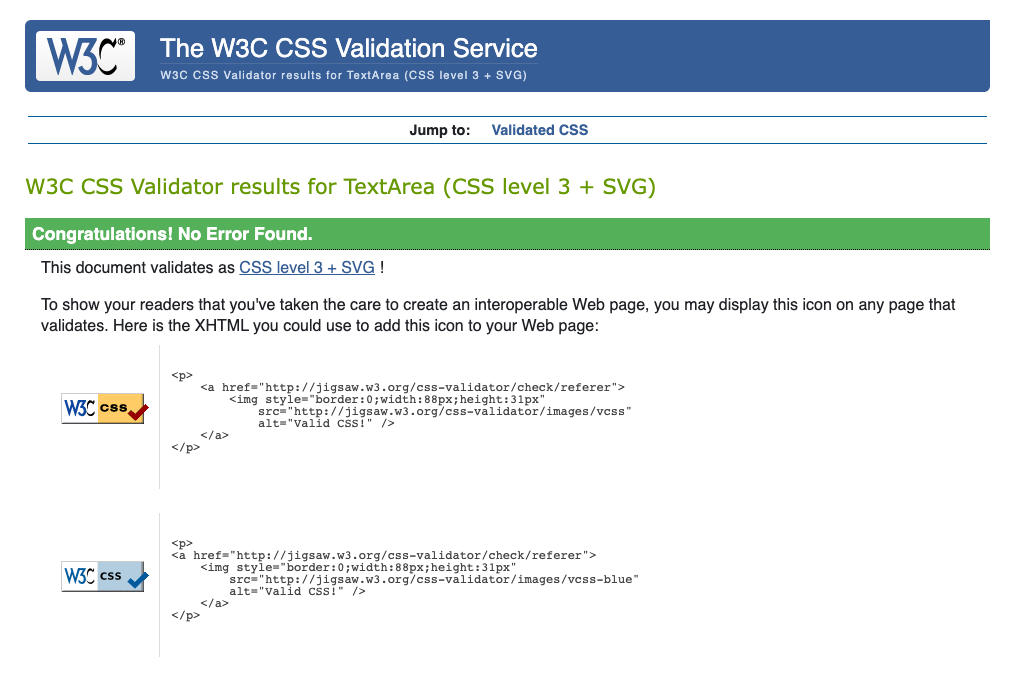 W3C®
The W3C CSS Validation Service
W3C CSS Validator results for TextArea (CSS level 3 + SVG)
Jump to: Validated CSS
W3C CSS Validator results for TextArea (CSS level 3 + SVG)
Congratulations! No Error Found.
This document validates as CSS level 3 + SVG !
To show your readers that you've taken the care to create an interoperable Web page, you may display this icon on any page that
validates. Here is the XHTML you could use to add this icon to your Web page:
W3C css
<p>
    <a href="http://jigsaw.w3.org/css-validator/check/referer">
        <img style="border:0;width:88px;height:31px"
            src="http://jigsaw.w3.org/css-validator/images/vcss"
            alt="Valid CSS!" />
    </a>
</p>
W3C css
<p>
<a href="http://jigsaw.w3.org/css-validator/check/referer">
    <img style="border:0;width:88px;height:31px"
        src="http://jigsaw.w3.org/css-validator/images/vcss-blue"
        alt="Valid CSS!" />
    </a>
</p>